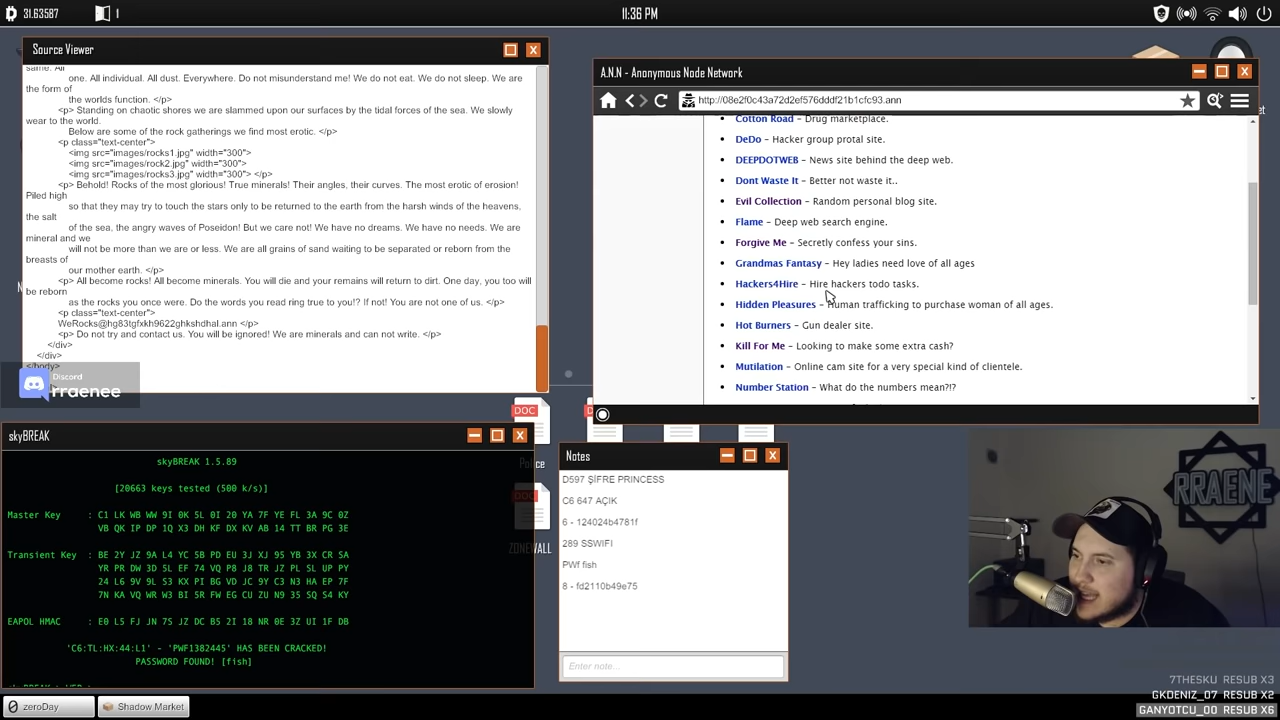 31.63587
1
11:36 PM
Source Viewer
same. All
one. All individual. All dust. Everywhere. Do not misunderstand me! We do not eat. We do not sleep. We are
the form of
the worlds function. </p>
<p> Standing on chaotic shores we are slammed upon our surfaces by the tidal forces of the sea. We slowly
wear to the world.
Below are some of the rock gatherings we find most erotic. </p>
<p class="text-center">
<img src="images/rocks1.jpg" width="300">
<img src="images/rock2.jpg" width="300">
<img src="images/rocks3.jpg" width="300"> </p>
<p> Behold! Rocks of the most glorious! True minerals! Their angles, their curves. The most erotic of erosion!
Piled high
so that they may try to touch the stars only to be returned to the earth from the harsh winds of the heavens,
the salt
of the sea, the angry waves of Poseidon! But we care not! We have no dreams. We have no needs. We are
mineral and we
will not be more than we are or less. We are all grains of sand waiting to be separated or reborn from the
breasts of
our mother earth. </p>
<p> All become rocks! All become minerals. You will die and your remains will return to dirt. One day, you too will
be reborn
as the rocks you once were. Do the words you read ring true to you!? If not! You are not one of us. </p>
<p class="text-center">
WeRocks@hg83tgfxkh9622ghkshdhal.ann </p>
<p> Do not try and contact us. You will be ignored! We are minerals and can not write. </p>
</div>
</div>
</body>
Discord
rraenee
A.N.N - Anonymous Node Network
http://08e2f0c43a72d2ef576dddf21b1cfc93.ann
Cotton Road - Drug marketplace.
DeDo - Hacker group protal site.
DEEPDOTWEB - News site behind the deep web.
Dont Waste It - Better not waste it..
Evil Collection - Random personal blog site.
Flame - Deep web search engine.
Forgive Me - Secretly confess your sins.
Grandmas Fantasy - Hey ladies need love of all ages
Hackers4Hire - Hire hackers todo tasks.
Hidden Pleasures - Human trafficking to purchase woman of all ages.
Hot Burners - Gun dealer site.
Kill For Me - Looking to make some extra cash?
Mutilation - Online cam site for a very special kind of clientele.
Number Station - What do the numbers mean?!?
DOC
Police
DOC
ZONEWALL
skyBREAK
skyBREAK 1.5.89
[20663 keys tested (500 k/s)]
Master Key : C1 LK WB WW 9I 0K 5L 0I 20 YA 7F YE FL 3A 9C 0Z
VB QK IP DP 1Q X3 DH KF DX KV AB 14 TT BR PG 3E
Transient Key : BE 2Y JZ 9A L4 YC 5B PD EU 3J XJ 95 YB 3X CR SA
YR PR DW 3D 5L EF 74 VQ P8 J8 TR JZ PL SL UP PY
24 L6 9V 9L S3 KX PI BG VD JC 9Y C3 N3 HA EP 7F
7N KA VQ WR W3 BI 5R FW EG CU ZU N9 35 SQ S4 KY
EAPOL HMAC : E0 L5 FJ JN 7S JZ DC B5 2I 18 NR 0E 3Z UI 1F DB
'C6:TL:HX:44:L1' - 'PWF1382445' HAS BEEN CRACKED!
PASSWORD FOUND! [fish]
Notes
D597 ŞİFRE PRINCESS
C6 647 AÇIK
6 - 124024b4781f
289 SSWIFI
PWf fish
8 - fd2110b49e75
Enter note...
RRAENE
7THESKU RESUB X3
GKDENIZ_07 RESUB X2
GANYOTCU_00 RESUB X6
zeroDay
Shadow Market